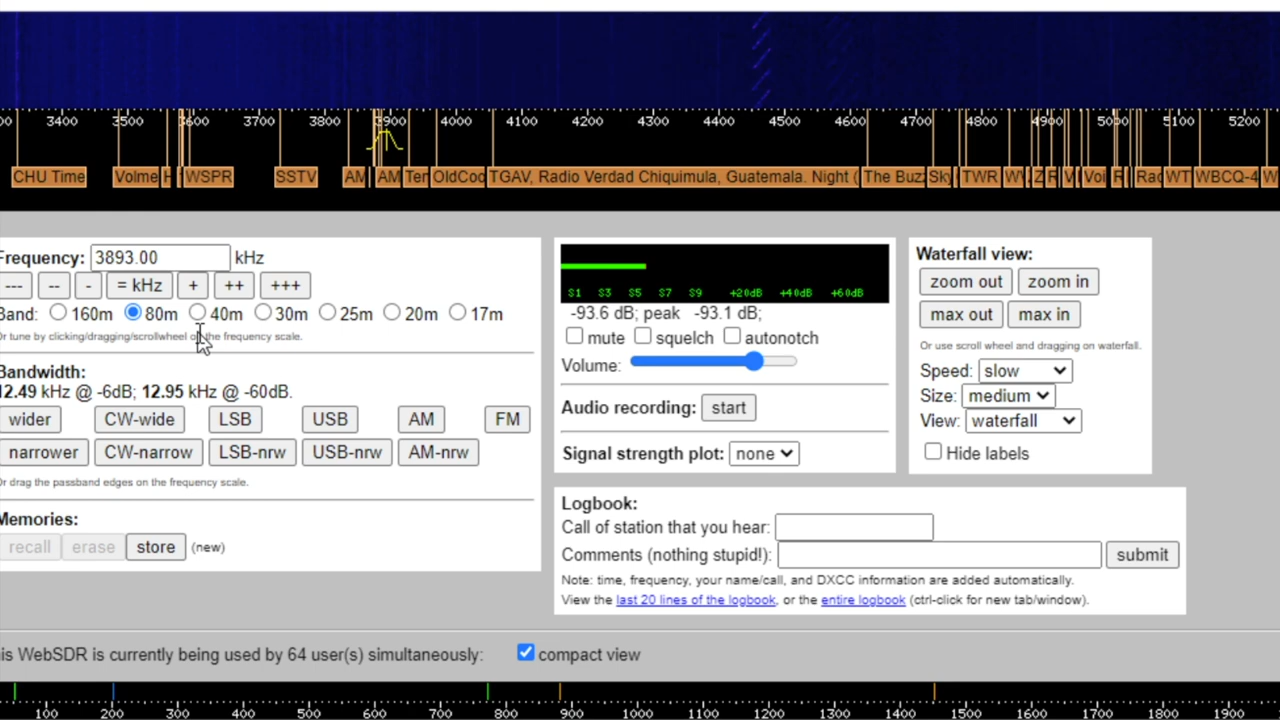 3400 3500 3600 3700 3800 3900 4000 4100 4200 4300 4400 4500 4600 4700 4800 4900 5000 5100 5200
CHU Time Volme WSPR SSTV AM AM Ter OldCod TGAV, Radio Verdad Chiquimula, Guatemala. Night ( The Buz Sky TWR Voi Rad WT WBCQ-4 W
Frequency: 3893.00 kHz
--- -- - = kHz + ++ +++
Band: 160m 80m 40m 30m 25m 20m 17m
Or tune by clicking/dragging/scrollwheel on the frequency scale.
Bandwidth:
12.49 kHz @ -6dB; 12.95 kHz @ -60dB.
wider CW-wide LSB USB AM FM
narrower CW-narrow LSB-nrw USB-nrw AM-nrw
Or drag the passband edges on the frequency scale.
Memories:
recall erase store (new)
S1 S3 S5 S7 S9 +20dB +40dB +60dB
-93.6 dB; peak -93.1 dB;
mute squelch autonotch
Volume:
Audio recording: start
Signal strength plot: none
Waterfall view:
zoom out zoom in
max out max in
Or use scroll wheel and dragging on waterfall.
Speed: slow
Size: medium
View: waterfall
Hide labels
Logbook:
Call of station that you hear:
Comments (nothing stupid!): submit
Note: time, frequency, your name/call, and DXCC information are added automatically.
View the last 20 lines of the logbook, or the entire logbook (ctrl-click for new tab/window).
is WebSDR is currently being used by 64 user(s) simultaneously: compact view
100 200 300 400 500 600 700 800 900 1000 1100 1200 1300 1400 1500 1600 1700 1800 1900